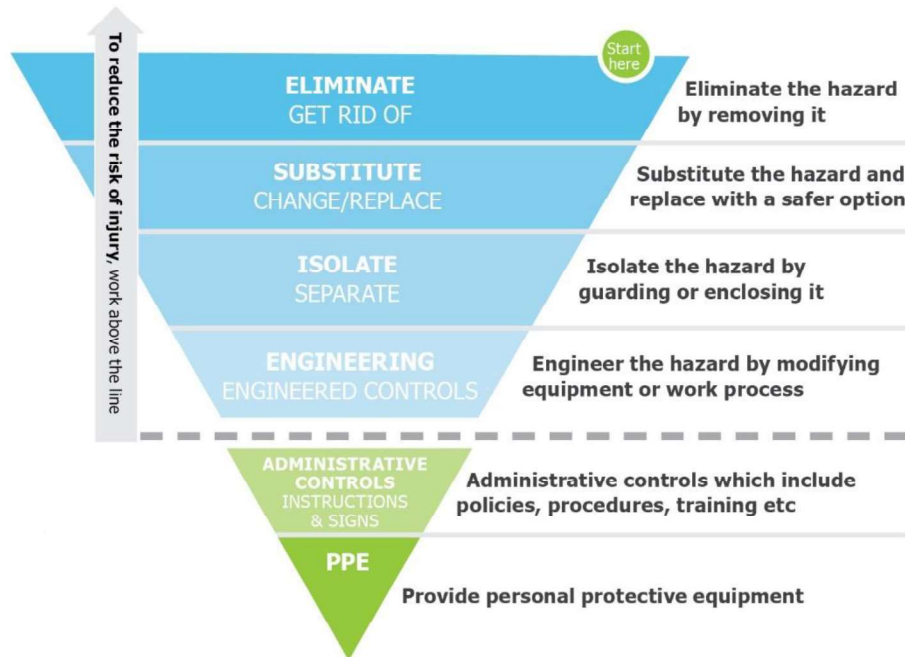 To reduce the risk of injury, work above the line
Start
here
ELIMINATE
GET RID OF
Eliminate the hazard
by removing it
SUBSTITUTE
CHANGE/REPLACE
Substitute the hazard and
replace with a safer option
ISOLATE
SEPARATE
Isolate the hazard by
guarding or enclosing it
ENGINEERING
ENGINEERED CONTROLS
Engineer the hazard by modifying
equipment or work process
ADMINISTRATIVE
CONTROLS
INSTRUCTIONS
& SIGNS
Administrative controls which include
policies, procedures, training etc
PPE
Provide personal protective equipment